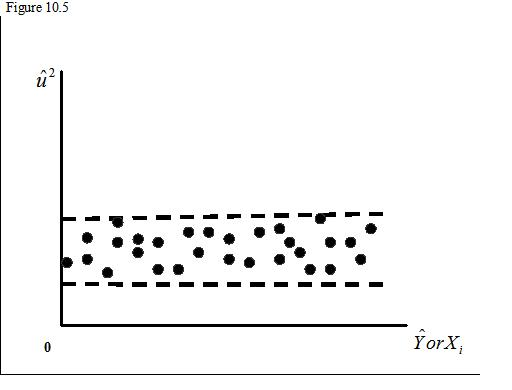 Figure 10.5
û²
0
Ŷ or Xᵢ